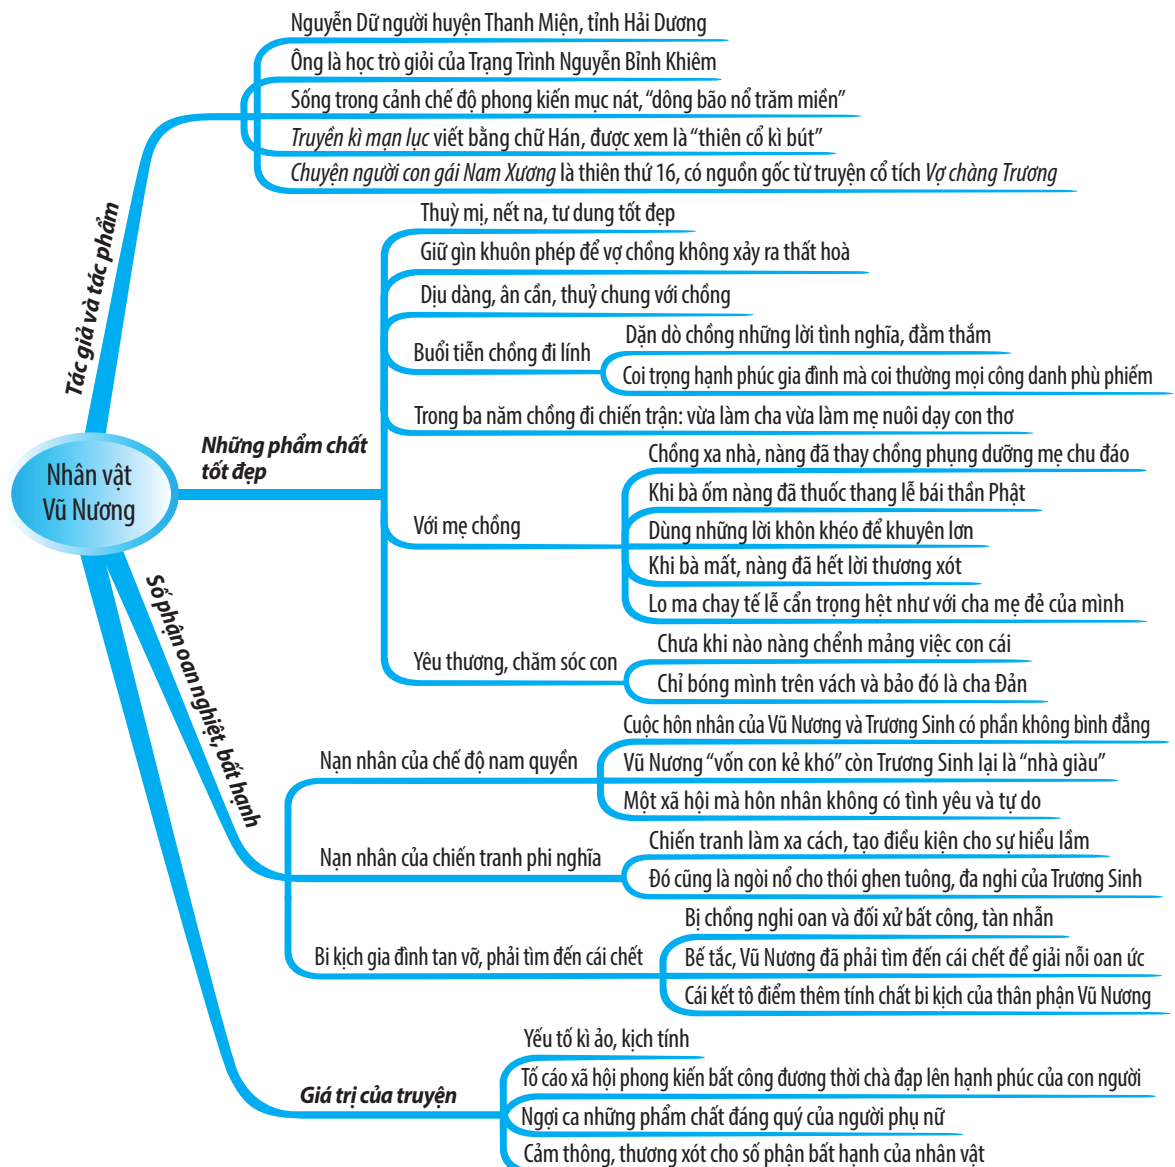 Nguyễn Dữ người huyện Thanh Miện, tỉnh Hải Dương
Ông là học trò giỏi của Trạng Trình Nguyễn Bỉnh Khiêm
Sống trong cảnh chế độ phong kiến mục nát, “dông bão nổ trăm miền”
Truyền kì mạn lục viết bằng chữ Hán, được xem là “thiên cổ kì bút”
Chuyện người con gái Nam Xương là thiên thứ 16, có nguồn gốc từ truyện cổ tích Vợ chàng Trương
Tác giả và tác phẩm
Thuỳ mị, nết na, tư dung tốt đẹp
Giữ gìn khuôn phép để vợ chồng không xảy ra thất hoà
Dịu dàng, ân cần, thuỷ chung với chồng
Buổi tiễn chồng đi lính
Dặn dò chồng những lời tình nghĩa, đằm thắm
Coi trọng hạnh phúc gia đình mà coi thường mọi công danh phù phiếm
Trong ba năm chồng đi chiến trận: vừa làm cha vừa làm mẹ nuôi dạy con thơ
Những phẩm chất
tốt đẹp
Nhân vật
Vũ Nương
Với mẹ chồng
Chồng xa nhà, nàng đã thay chồng phụng dưỡng mẹ chu đáo
Khi bà ốm nàng đã thuốc thang lễ bái thần Phật
Dùng những lời khôn khéo để khuyên lơn
Khi bà mất, nàng đã hết lời thương xót
Lo ma chay tế lễ cẩn trọng hệt như với cha mẹ đẻ của mình
Yêu thương, chăm sóc con
Chưa khi nào nàng chểnh mảng việc con cái
Chỉ bóng mình trên vách và bảo đó là cha Đản
Số phận oan nghiệt, bất hạnh
Nạn nhân của chế độ nam quyền
Cuộc hôn nhân của Vũ Nương và Trương Sinh có phần không bình đẳng
Vũ Nương “vốn con kẻ khó” còn Trương Sinh lại là “nhà giàu”
Một xã hội mà hôn nhân không có tình yêu và tự do
Nạn nhân của chiến tranh phi nghĩa
Chiến tranh làm xa cách, tạo điều kiện cho sự hiểu lầm
Đó cũng là ngòi nổ cho thói ghen tuông, đa nghi của Trương Sinh
Bi kịch gia đình tan vỡ, phải tìm đến cái chết
Bị chồng nghi oan và đối xử bất công, tàn nhẫn
Bế tắc, Vũ Nương đã phải tìm đến cái chết để giải nỗi oan ức
Cái kết tô điểm thêm tính chất bi kịch của thân phận Vũ Nương
Giá trị của truyện
Yếu tố kì ảo, kịch tính
Tố cáo xã hội phong kiến bất công đương thời chà đạp lên hạnh phúc của con người
Ngợi ca những phẩm chất đáng quý của người phụ nữ
Cảm thông, thương xót cho số phận bất hạnh của nhân vật